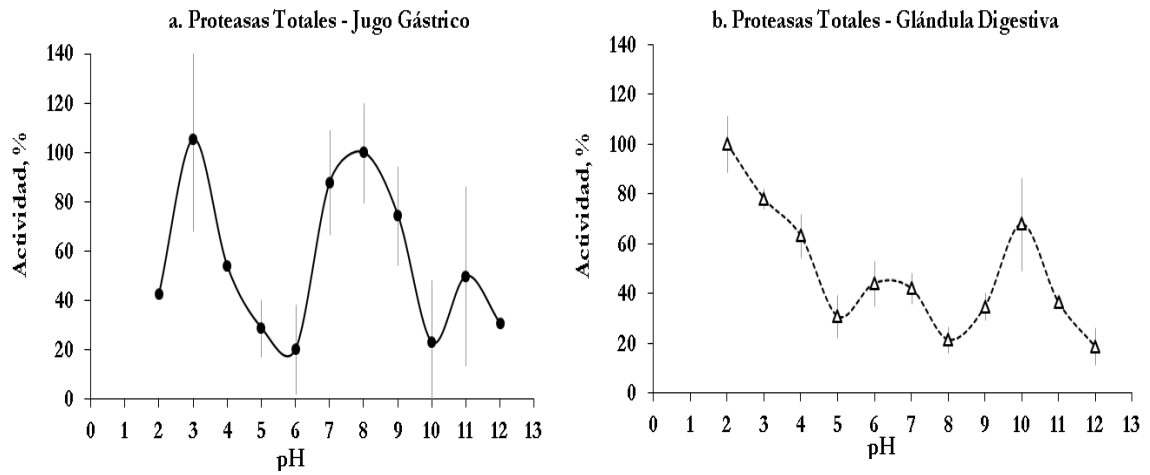 a. Proteasas Totales - Jugo Gástrico
140
120
100
80
60
40
20
0
Actividad, %
0 1 2 3 4 5 6 7 8 9 10 11 12 13
pH
b. Proteasas Totales - Glándula Digestiva
140
120
100
80
60
40
20
0
Actividad, %
0 1 2 3 4 5 6 7 8 9 10 11 12 13
pH